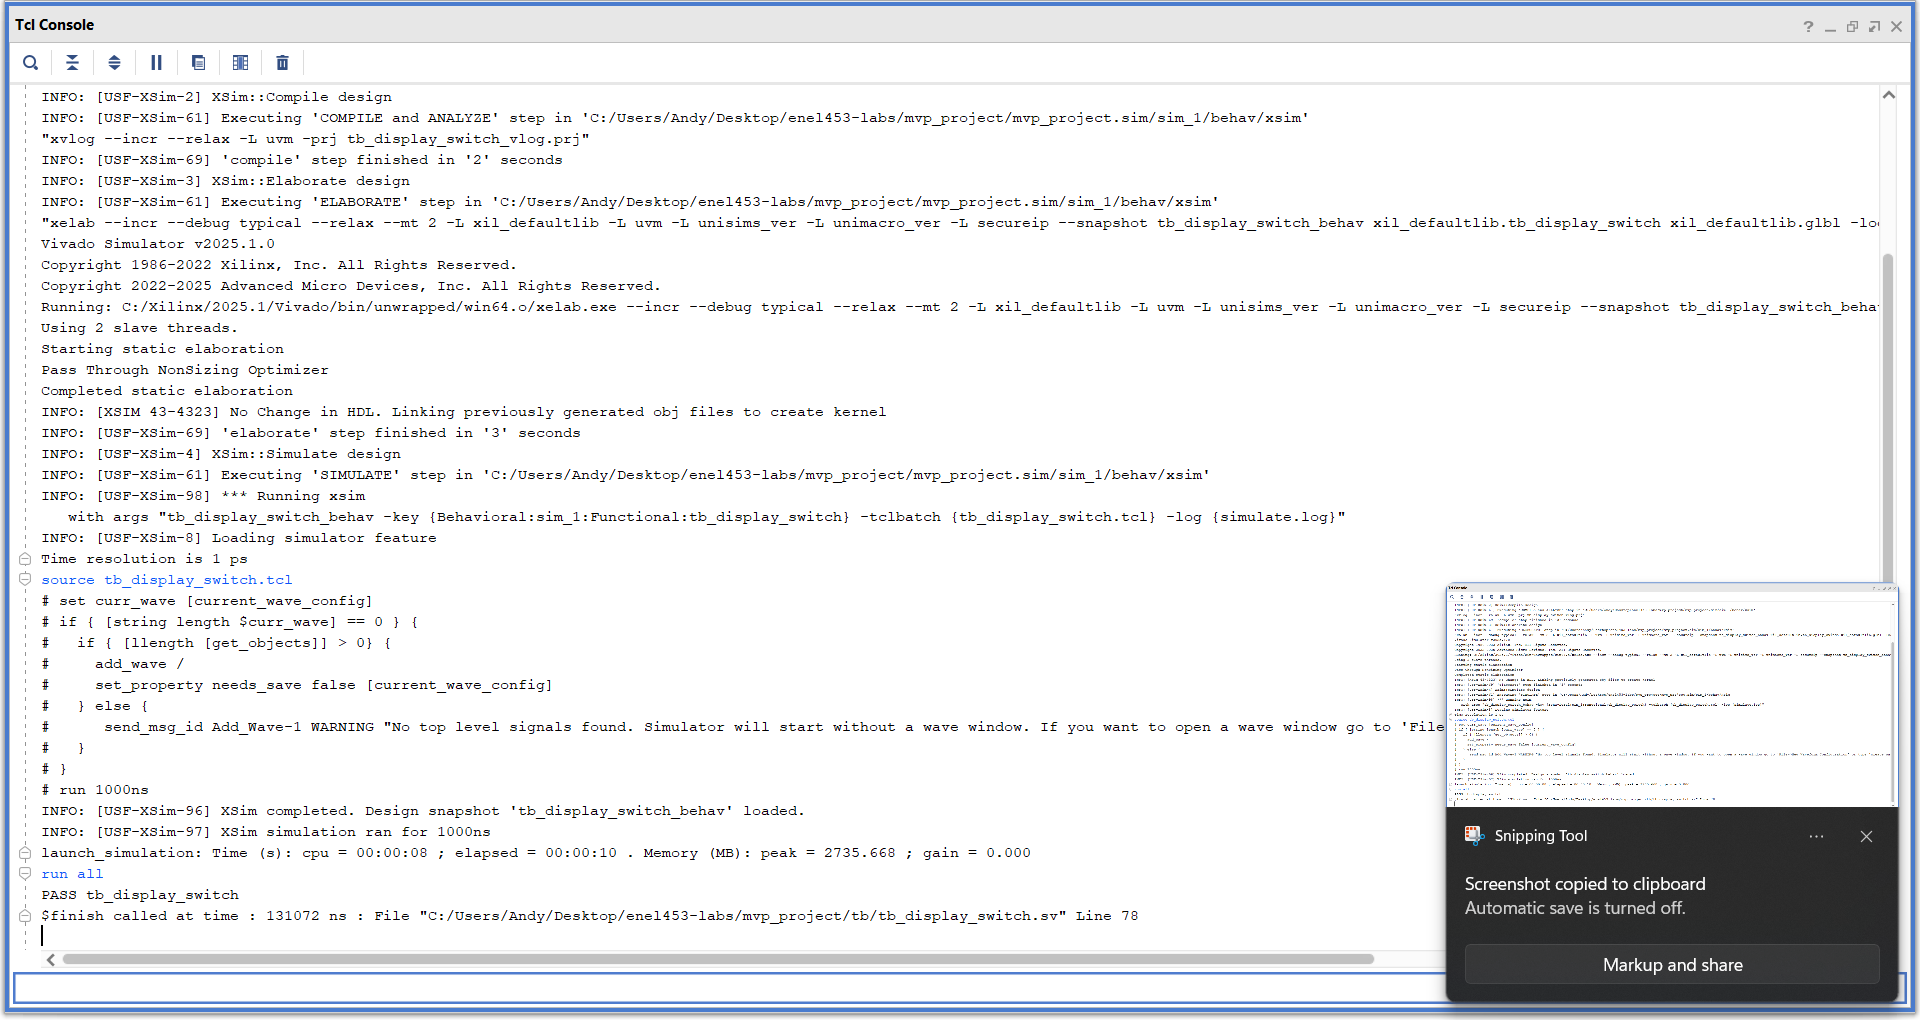 Tcl Console
INFO: [USF-XSim-2] XSim::Compile design
INFO: [USF-XSim-61] Executing 'COMPILE and ANALYZE' step in 'C:/Users/Andy/Desktop/enel453-labs/mvp_project/mvp_project.sim/sim_1/behav/xsim'
"xvlog --incr --relax -L uvm -prj tb_display_switch_vlog.prj"
INFO: [USF-XSim-69] 'compile' step finished in '2' seconds
INFO: [USF-XSim-3] XSim::Elaborate design
INFO: [USF-XSim-61] Executing 'ELABORATE' step in 'C:/Users/Andy/Desktop/enel453-labs/mvp_project/mvp_project.sim/sim_1/behav/xsim'
"xelab --incr --debug typical --relax --mt 2 -L xil_defaultlib -L uvm -L unisims_ver -L unimacro_ver -L secureip --snapshot tb_display_switch_behav xil_defaultlib.tb_display_switch xil_defaultlib.glbl -lo
Vivado Simulator v2025.1.0
Copyright 1986-2022 Xilinx, Inc. All Rights Reserved.
Copyright 2022-2025 Advanced Micro Devices, Inc. All Rights Reserved.
Running: C:/Xilinx/2025.1/Vivado/bin/unwrapped/win64.o/xelab.exe --incr --debug typical --relax --mt 2 -L xil_defaultlib -L uvm -L unisims_ver -L unimacro_ver -L secureip --snapshot tb_display_switch_beha
Using 2 slave threads.
Starting static elaboration
Pass Through NonSizing Optimizer
Completed static elaboration
INFO: [XSIM 43-4323] No Change in HDL. Linking previously generated obj files to create kernel
INFO: [USF-XSim-69] 'elaborate' step finished in '3' seconds
INFO: [USF-XSim-4] XSim::Simulate design
INFO: [USF-XSim-61] Executing 'SIMULATE' step in 'C:/Users/Andy/Desktop/enel453-labs/mvp_project/mvp_project.sim/sim_1/behav/xsim'
INFO: [USF-XSim-98] *** Running xsim
with args "tb_display_switch_behav -key {Behavioral:sim_1:Functional:tb_display_switch} -tclbatch {tb_display_switch.tcl} -log {simulate.log}"
INFO: [USF-XSim-8] Loading simulator feature
Time resolution is 1 ps
source tb_display_switch.tcl
# set curr_wave [current_wave_config]
# if { [string length $curr_wave] == 0 } {
#   if { [llength [get_objects]] > 0} {
#     add_wave /
#     set_property needs_save false [current_wave_config]
#   } else {
#      send_msg_id Add_Wave-1 WARNING "No top level signals found. Simulator will start without a wave window. If you want to open a wave window go to 'File
#   }
# }
# run 1000ns
INFO: [USF-XSim-96] XSim completed. Design snapshot 'tb_display_switch_behav' loaded.
INFO: [USF-XSim-97] XSim simulation ran for 1000ns
launch_simulation: Time (s): cpu = 00:00:08 ; elapsed = 00:00:10 . Memory (MB): peak = 2735.668 ; gain = 0.000
run all
PASS tb_display_switch
$finish called at time : 131072 ns : File "C:/Users/Andy/Desktop/enel453-labs/mvp_project/tb/tb_display_switch.sv" Line 78
Snipping Tool
Screenshot copied to clipboard
Automatic save is turned off.
Markup and share